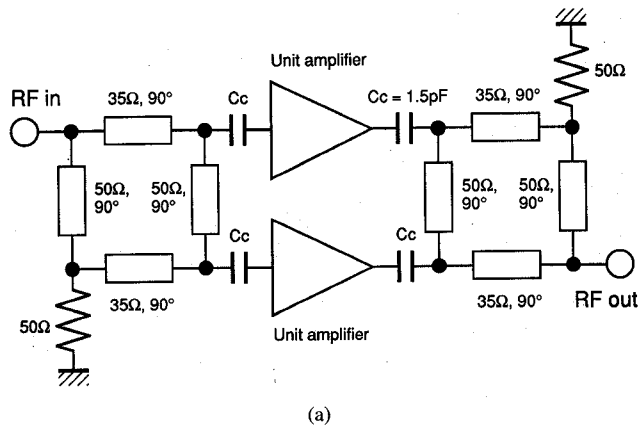 Unit amplifier
50Ω
RF in
35Ω, 90°
Cc
Cc = 1.5pF
35Ω, 90°
50Ω,
90°
50Ω,
90°
50Ω,
90°
50Ω,
90°
Cc
Cc
50Ω
35Ω, 90°
Unit amplifier
35Ω, 90°
RF out
(a)